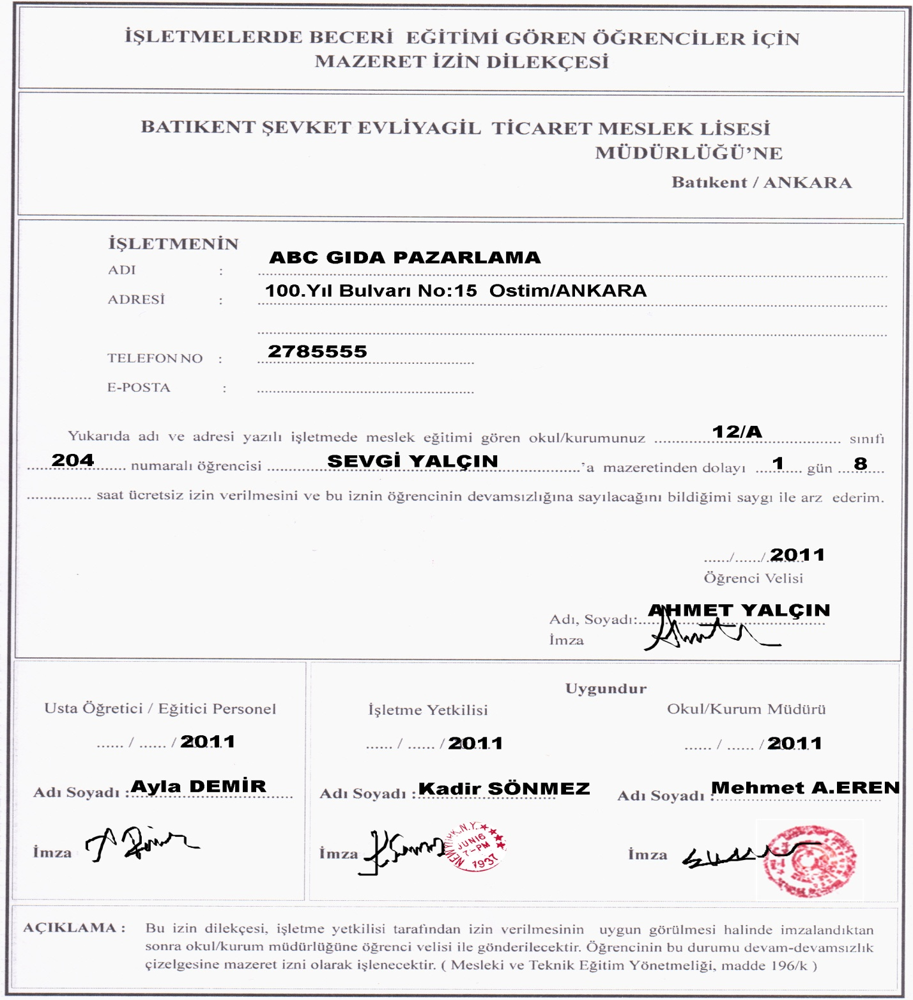 İŞLETMELERDE BECERİ EĞİTİMİ GÖREN ÖĞRENCİLER İÇİN
MAZERET İZİN DİLEKÇESİ
BATIKENT ŞEVKET EVLİYAGİL TİCARET MESLEK LİSESİ
MÜDÜRLÜĞÜ'NE
Batıkent / ANKARA
İŞLETMENİN
ADI : ABC GIDA PAZARLAMA
ADRESİ : 100.Yıl Bulvarı No:15 Ostim/ANKARA
TELEFON NO : 2785555
E-POSTA :
Yukarıda adı ve adresi yazılı işletmede meslek eğitimi gören okul/kurumunuz 12/A sınıfı
204 numaralı öğrencisi SEVGİ YALÇIN 'a mazeretinden dolayı 1 gün 8
saat ücretsiz izin verilmesini ve bu iznin öğrencinin devamsızlığına sayılacağını bildiğimi saygı ile arz ederim.
....../....../ 2011
Öğrenci Velisi
Adı, Soyadı: AHMET YALÇIN
İmza
Uygundur
Usta Öğretici / Eğitici Personel İşletme Yetkilisi Okul/Kurum Müdürü
...... / ...... / 2011 ...... / ...... / 2011 ...... / ...... / 2011
Adı Soyadı : Ayla DEMİR Adı Soyadı : Kadir SÖNMEZ Adı Soyadı : Mehmet A.EREN
İmza İmza İmza
NEW YORK, N.Y.
JUN16
7-PM
1937
AÇIKLAMA : Bu izin dilekçesi, işletme yetkilisi tarafından izin verilmesinin uygun görülmesi halinde imzalandıktan
sonra okul/kurum müdürlüğüne öğrenci velisi ile gönderilecektir. Öğrencinin bu durumu devam-devamsızlık
çizelgesine mazeret izni olarak işlenecektir. ( Mesleki ve Teknik Eğitim Yönetmeliği, madde 196/k )